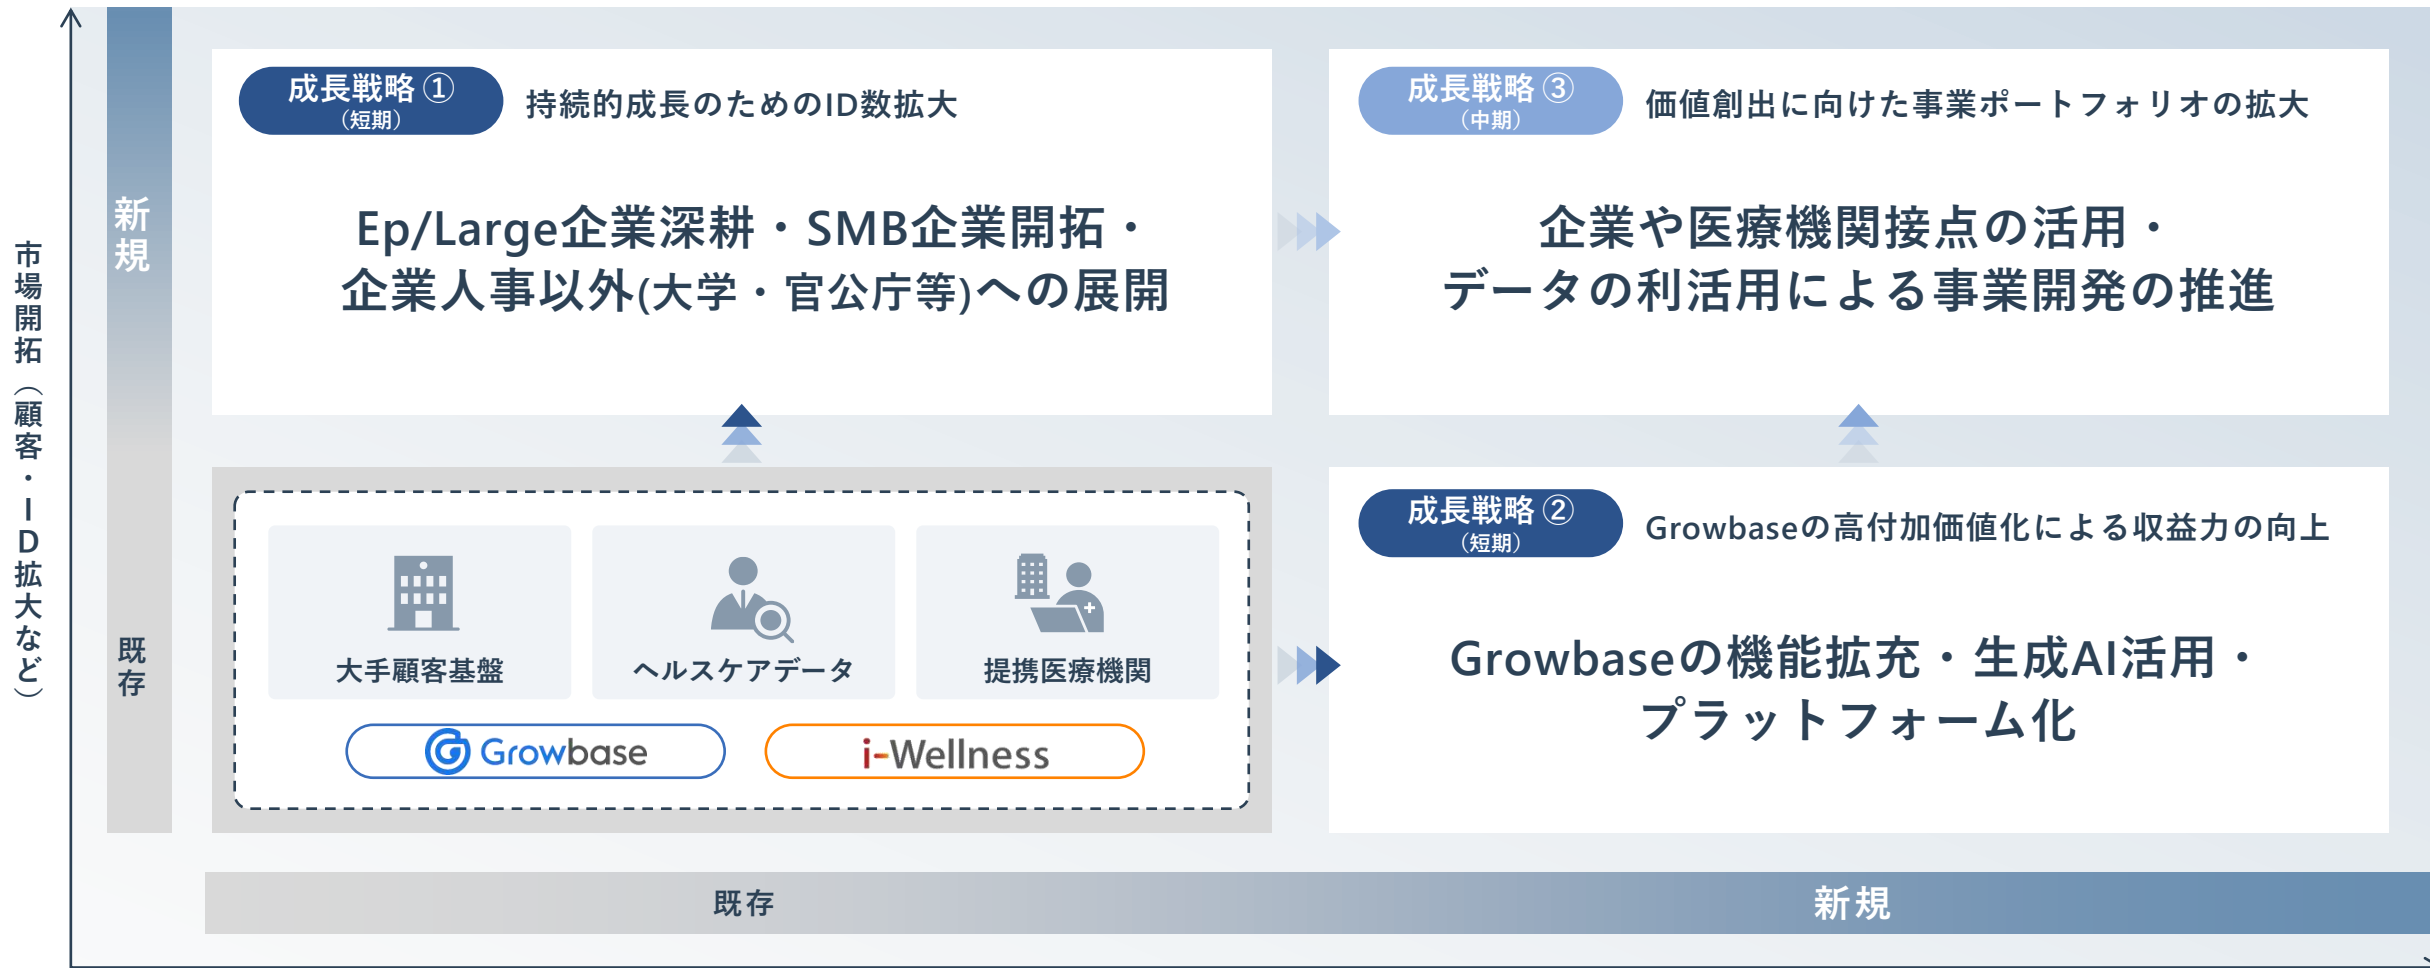 市場開拓（顧客・ID拡大など）
新規
既存
成長戦略 ①
（短期）
持続的成長のためのID数拡大
Ep/Large企業深耕・SMB企業開拓・
企業人事以外(大学・官公庁等)への展開
成長戦略 ③
（中期）
価値創出に向けた事業ポートフォリオの拡大
企業や医療機関接点の活用・
データの利活用による事業開発の推進
大手顧客基盤
ヘルスケアデータ
提携医療機関
Growbase
i-Wellness
成長戦略 ②
（短期）
Growbaseの高付加価値化による収益力の向上
Growbaseの機能拡充・生成AI活用・
プラットフォーム化
既存
新規